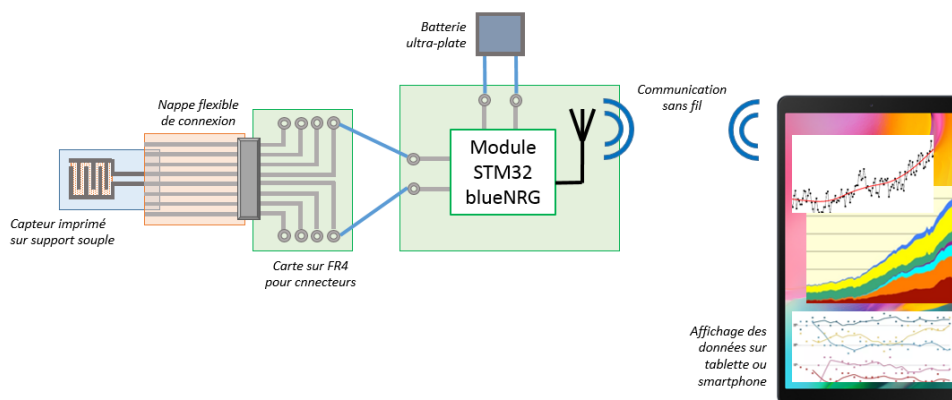 Batterie
ultra-plate
Nappe flexible
de connexion
Communication
sans fil
Module
STM32
blueNRG
Capteur imprimé
sur support souple
Carte sur FR4
pour cnnecteurs
Affichage des
données sur
tablette ou
smartphone